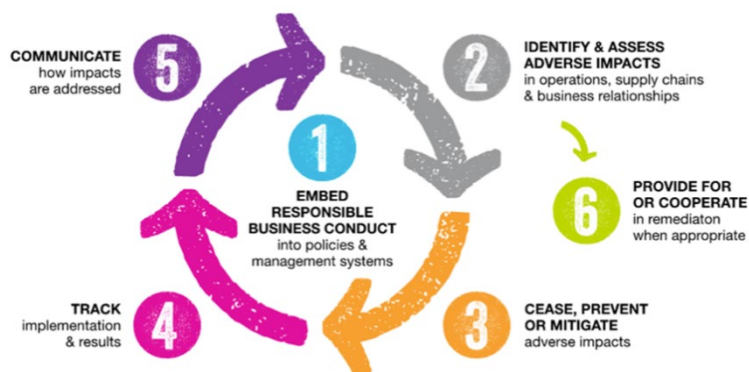 1
EMBED
RESPONSIBLE
BUSINESS CONDUCT
into policies &
management systems
2
IDENTIFY & ASSESS
ADVERSE IMPACTS
in operations, supply chains
& business relationships
3
CEASE, PREVENT
OR MITIGATE
adverse impacts
4
TRACK
implementation
& results
5
COMMUNICATE
how impacts
are addressed
6
PROVIDE FOR
OR COOPERATE
in remediaton
when appropriate